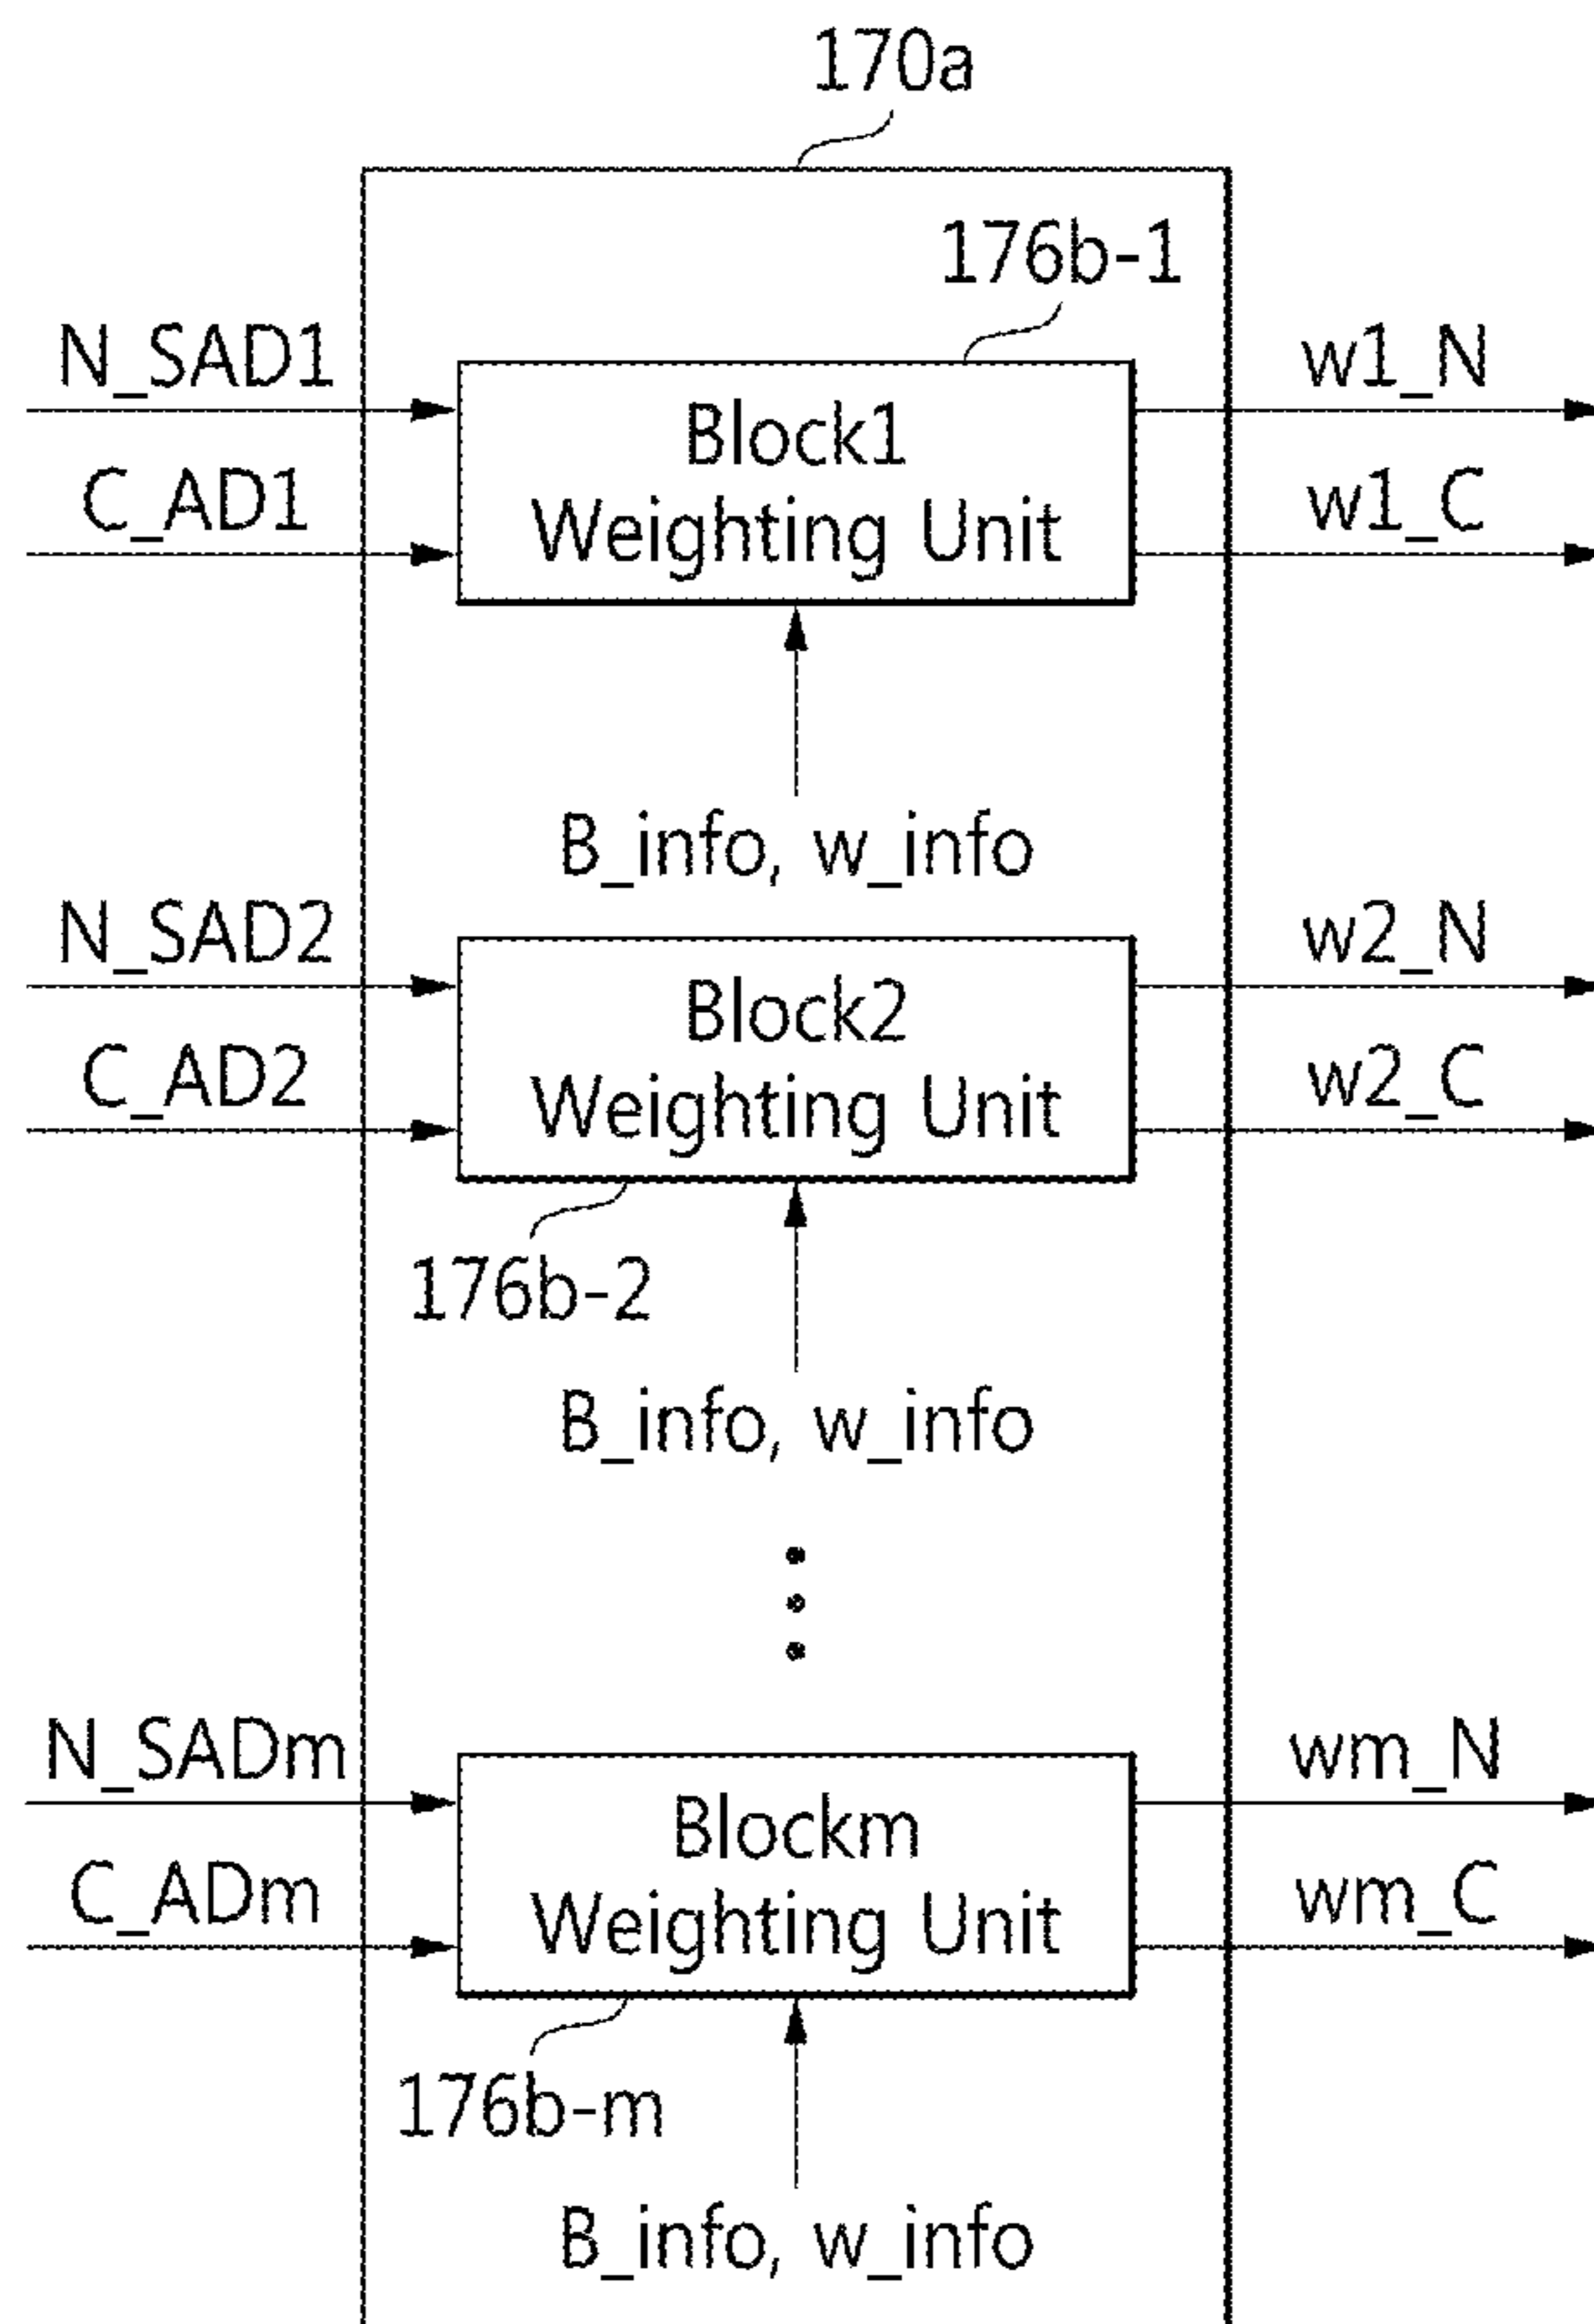 170a
176b-1
N_SAD1
w1_N
Block1
C_AD1
w1_C
Weighting Unit
B_info, w_info
N_SAD2
w2_N
Block2
C_AD2
w2_C
Weighting Unit
176b-2
B_info, w_info
N_SADm
wm_N
Blockm
C_ADm
wm_C
Weighting Unit
176b-m
B_info, w_info